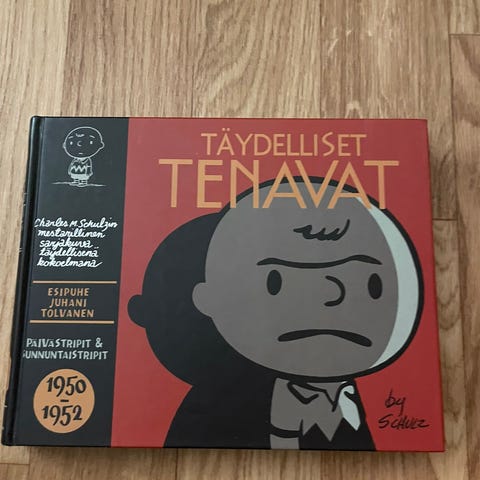 TÄYDELLISET
TENAVAT
Charles M. Schulzin
mestarillinen
sarjakuva
täydellisenä
kokoelmana
ESIPUHE
JUHANI
TOLVANEN
PÄIVÄSTRIPIT &
SUNNUNTAISTRIPIT
1950
-
1952
by
SCHULZ